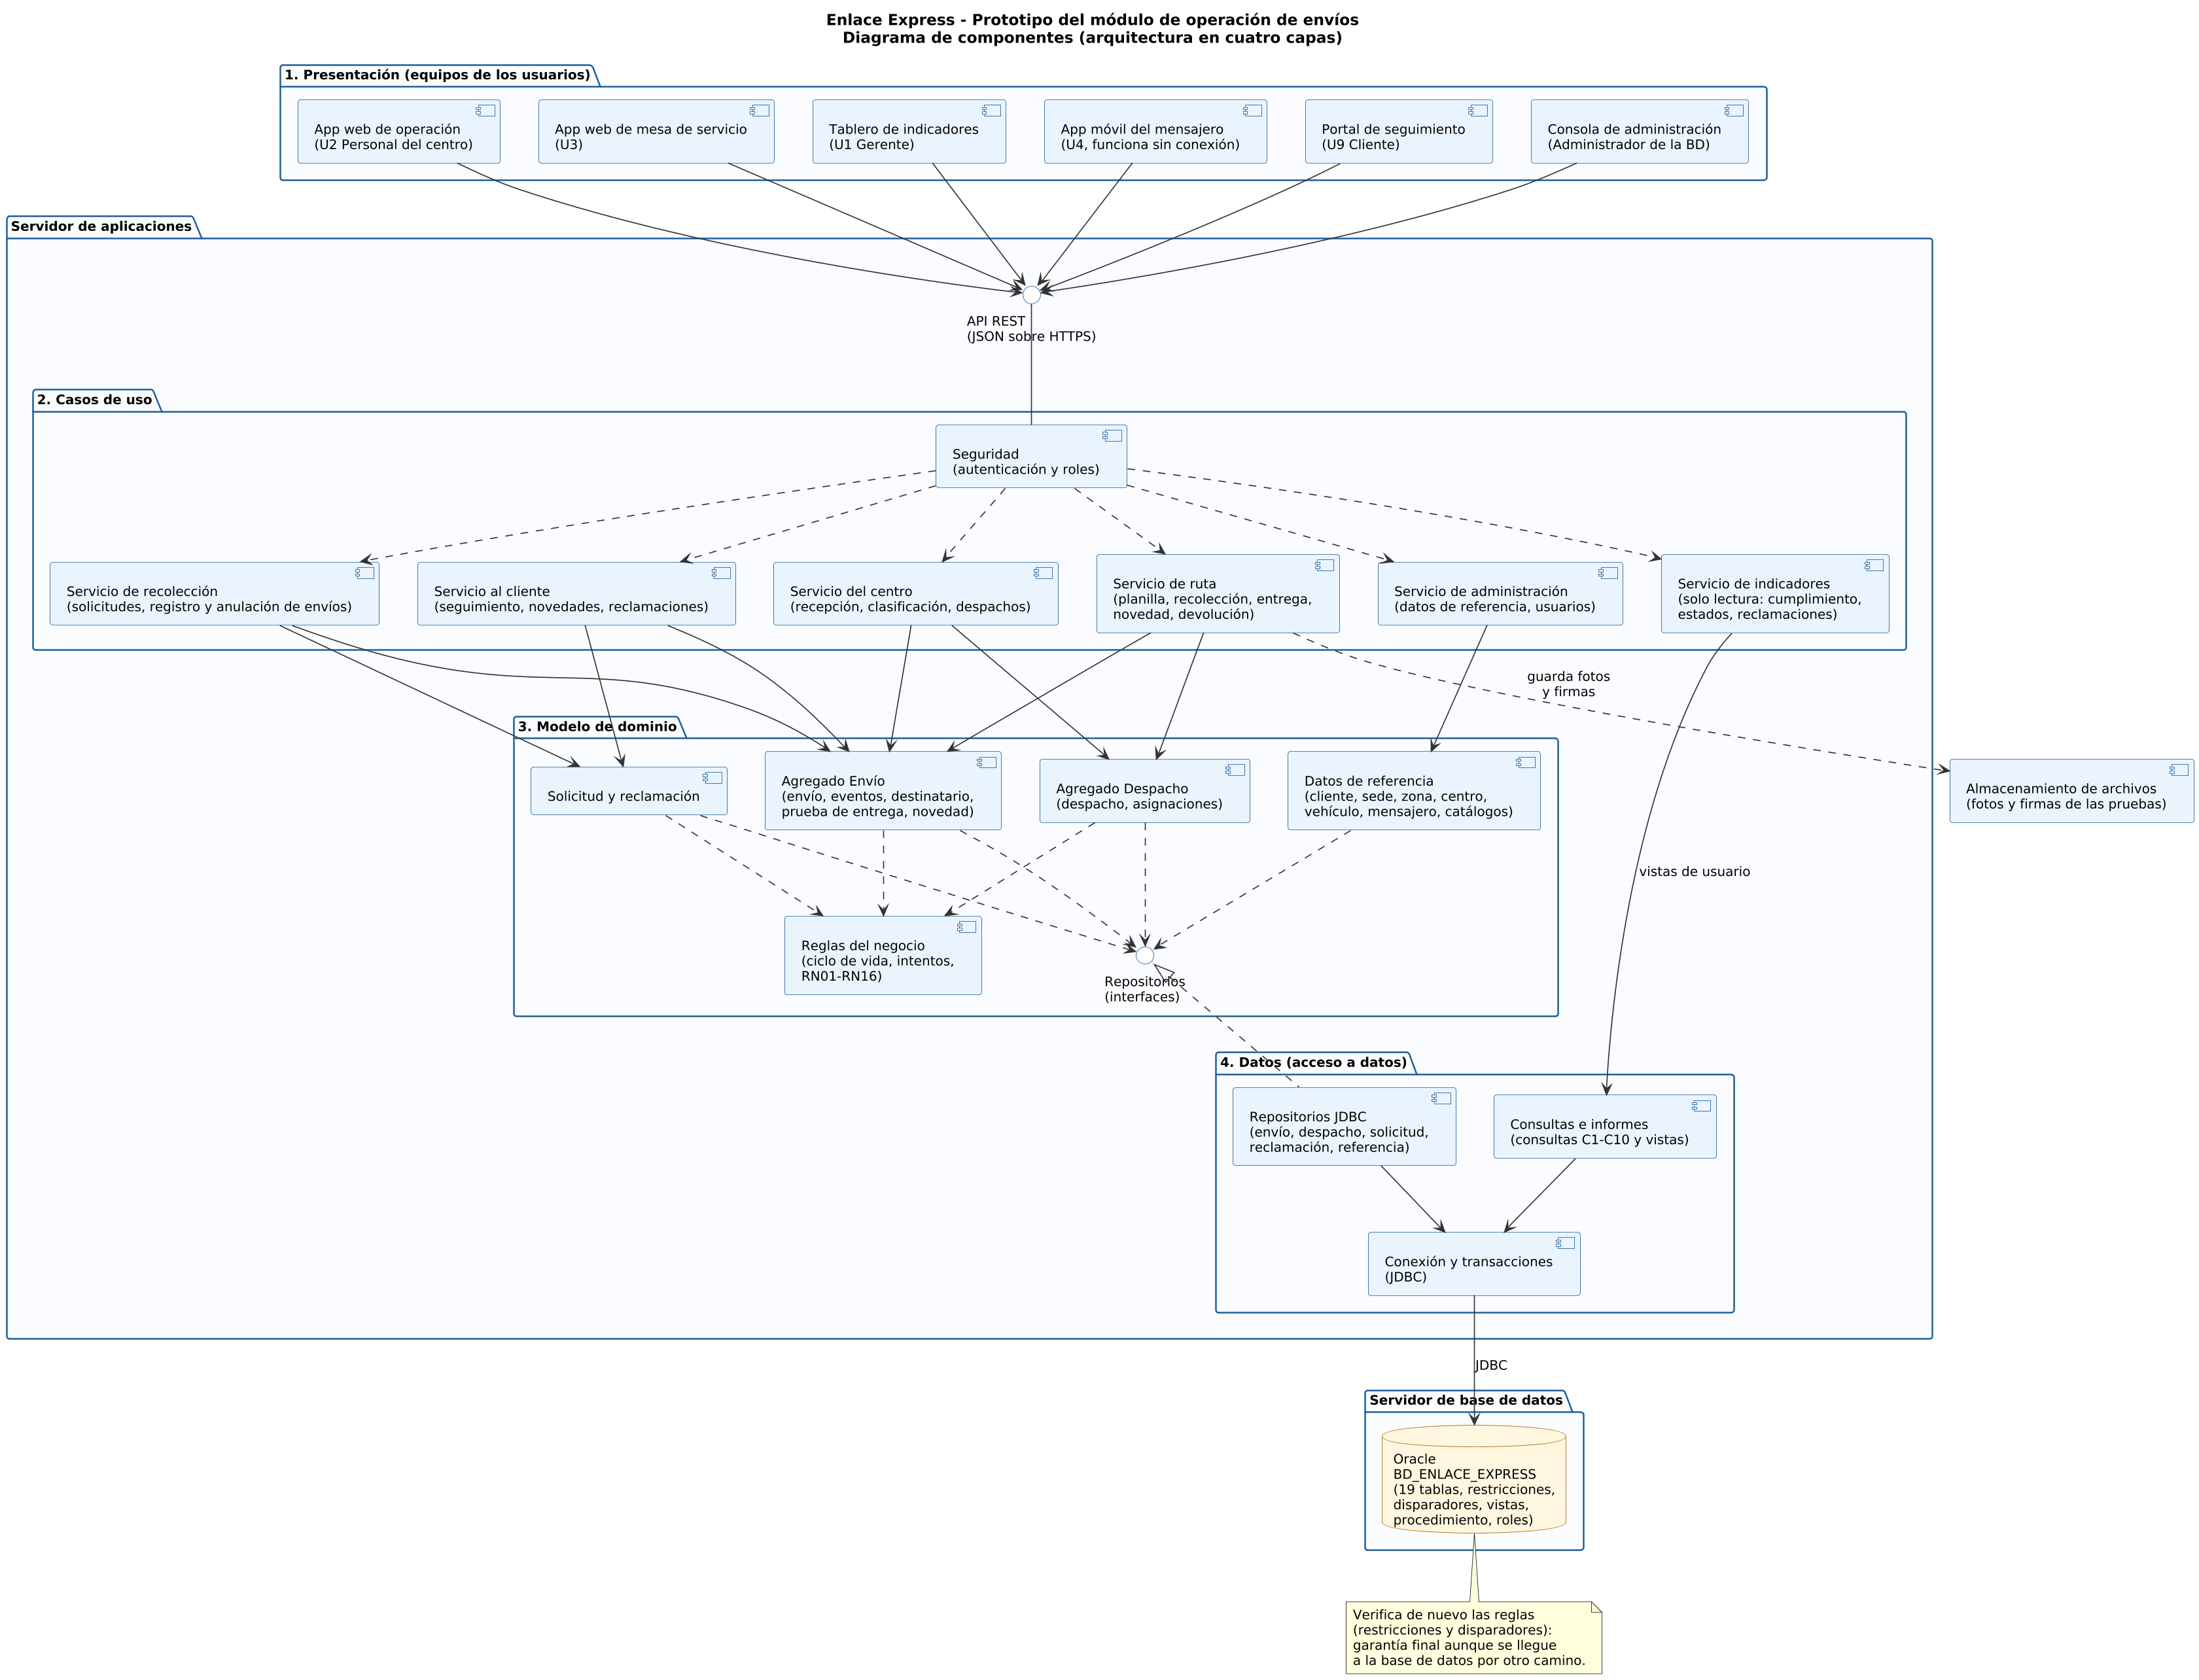 Enlace Express - Prototipo del módulo de operación de envíos
Diagrama de componentes (arquitectura en cuatro capas)
1. Presentación (equipos de los usuarios)
App web de operación
(U2 Personal del centro)
App web de mesa de servicio
(U3)
Tablero de indicadores
(U1 Gerente)
App móvil del mensajero
(U4, funciona sin conexión)
Portal de seguimiento
(U9 Cliente)
Consola de administración
(Administrador de la BD)
Servidor de aplicaciones
API REST
(JSON sobre HTTPS)
2. Casos de uso
Seguridad
(autenticación y roles)
Servicio de recolección
(solicitudes, registro y anulación de envíos)
Servicio al cliente
(seguimiento, novedades, reclamaciones)
Servicio del centro
(recepción, clasificación, despachos)
Servicio de ruta
(planilla, recolección, entrega,
novedad, devolución)
Servicio de administración
(datos de referencia, usuarios)
Servicio de indicadores
(solo lectura: cumplimiento,
estados, reclamaciones)
guarda fotos
y firmas
3. Modelo de dominio
Solicitud y reclamación
Agregado Envío
(envío, eventos, destinatario,
prueba de entrega, novedad)
Agregado Despacho
(despacho, asignaciones)
Datos de referencia
(cliente, sede, zona, centro,
vehículo, mensajero, catálogos)
Almacenamiento de archivos
(fotos y firmas de las pruebas)
vistas de usuario
Reglas del negocio
(ciclo de vida, intentos,
RN01-RN16)
Repositorios
(interfaces)
4. Datos (acceso a datos)
Repositorios JDBC
(envío, despacho, solicitud,
reclamación, referencia)
Consultas e informes
(consultas C1-C10 y vistas)
Conexión y transacciones
(JDBC)
JDBC
Servidor de base de datos
Oracle
BD_ENLACE_EXPRESS
(19 tablas, restricciones,
disparadores, vistas,
procedimiento, roles)
Verifica de nuevo las reglas
(restricciones y disparadores):
garantía final aunque se llegue
a la base de datos por otro camino.